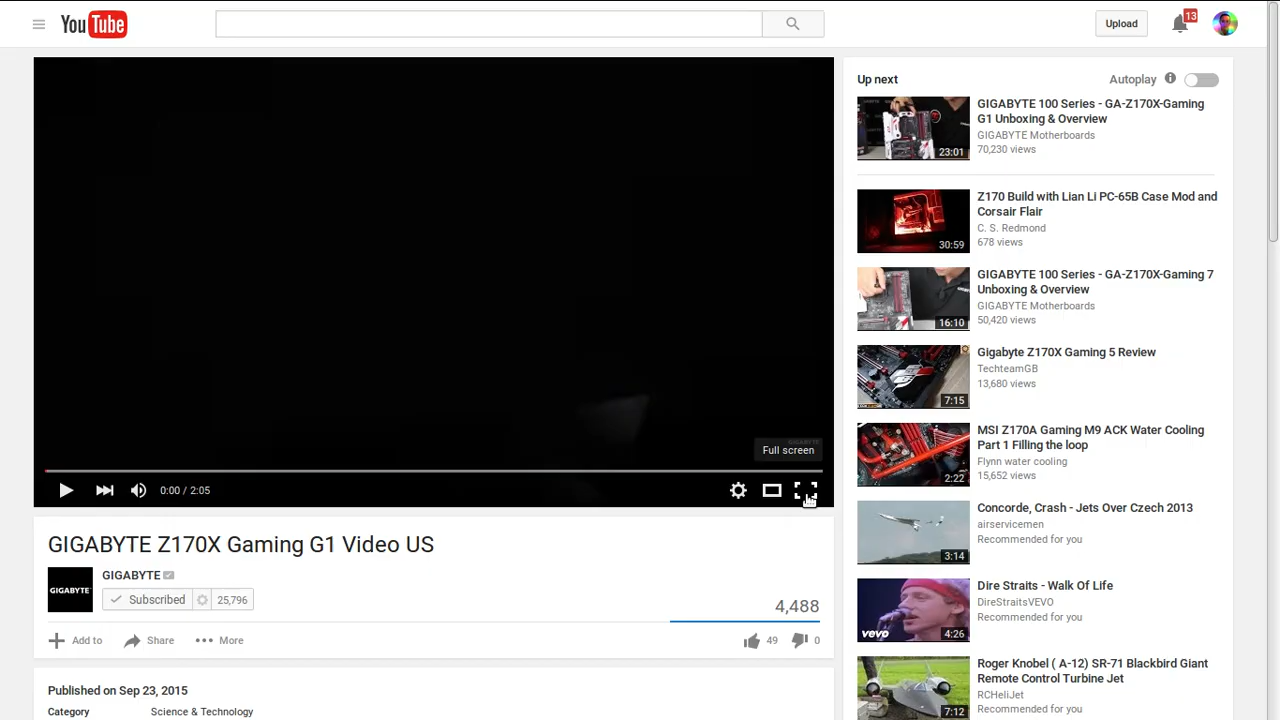 YouTube
Upload
13
Up next
Autoplay
GIGABYTE 100 Series - GA-Z170X-Gaming
G1 Unboxing & Overview
GIGABYTE Motherboards
70,230 views
23:01
Z170 Build with Lian Li PC-65B Case Mod and
Corsair Flair
C. S. Redmond
678 views
30:59
GIGABYTE 100 Series - GA-Z170X-Gaming 7
Unboxing & Overview
GIGABYTE Motherboards
50,420 views
16:10
Gigabyte Z170X Gaming 5 Review
TechteamGB
13,680 views
7:15
MSI Z170A Gaming M9 ACK Water Cooling
Part 1 Filling the loop
Flynn water cooling
15,652 views
2:22
Concorde, Crash - Jets Over Czech 2013
airservicemen
Recommended for you
3:14
Dire Straits - Walk Of Life
DireStraitsVEVO
Recommended for you
vevo
4:26
Roger Knobel ( A-12) SR-71 Blackbird Giant
Remote Control Turbine Jet
RCHeliJet
Recommended for you
7:12
GIGABYTE
Full screen
0:00 / 2:05
GIGABYTE Z170X Gaming G1 Video US
GIGABYTE
GIGABYTE
Subscribed
25,796
4,488
Add to
Share
More
49
0
Published on Sep 23, 2015
Category
Science & Technology